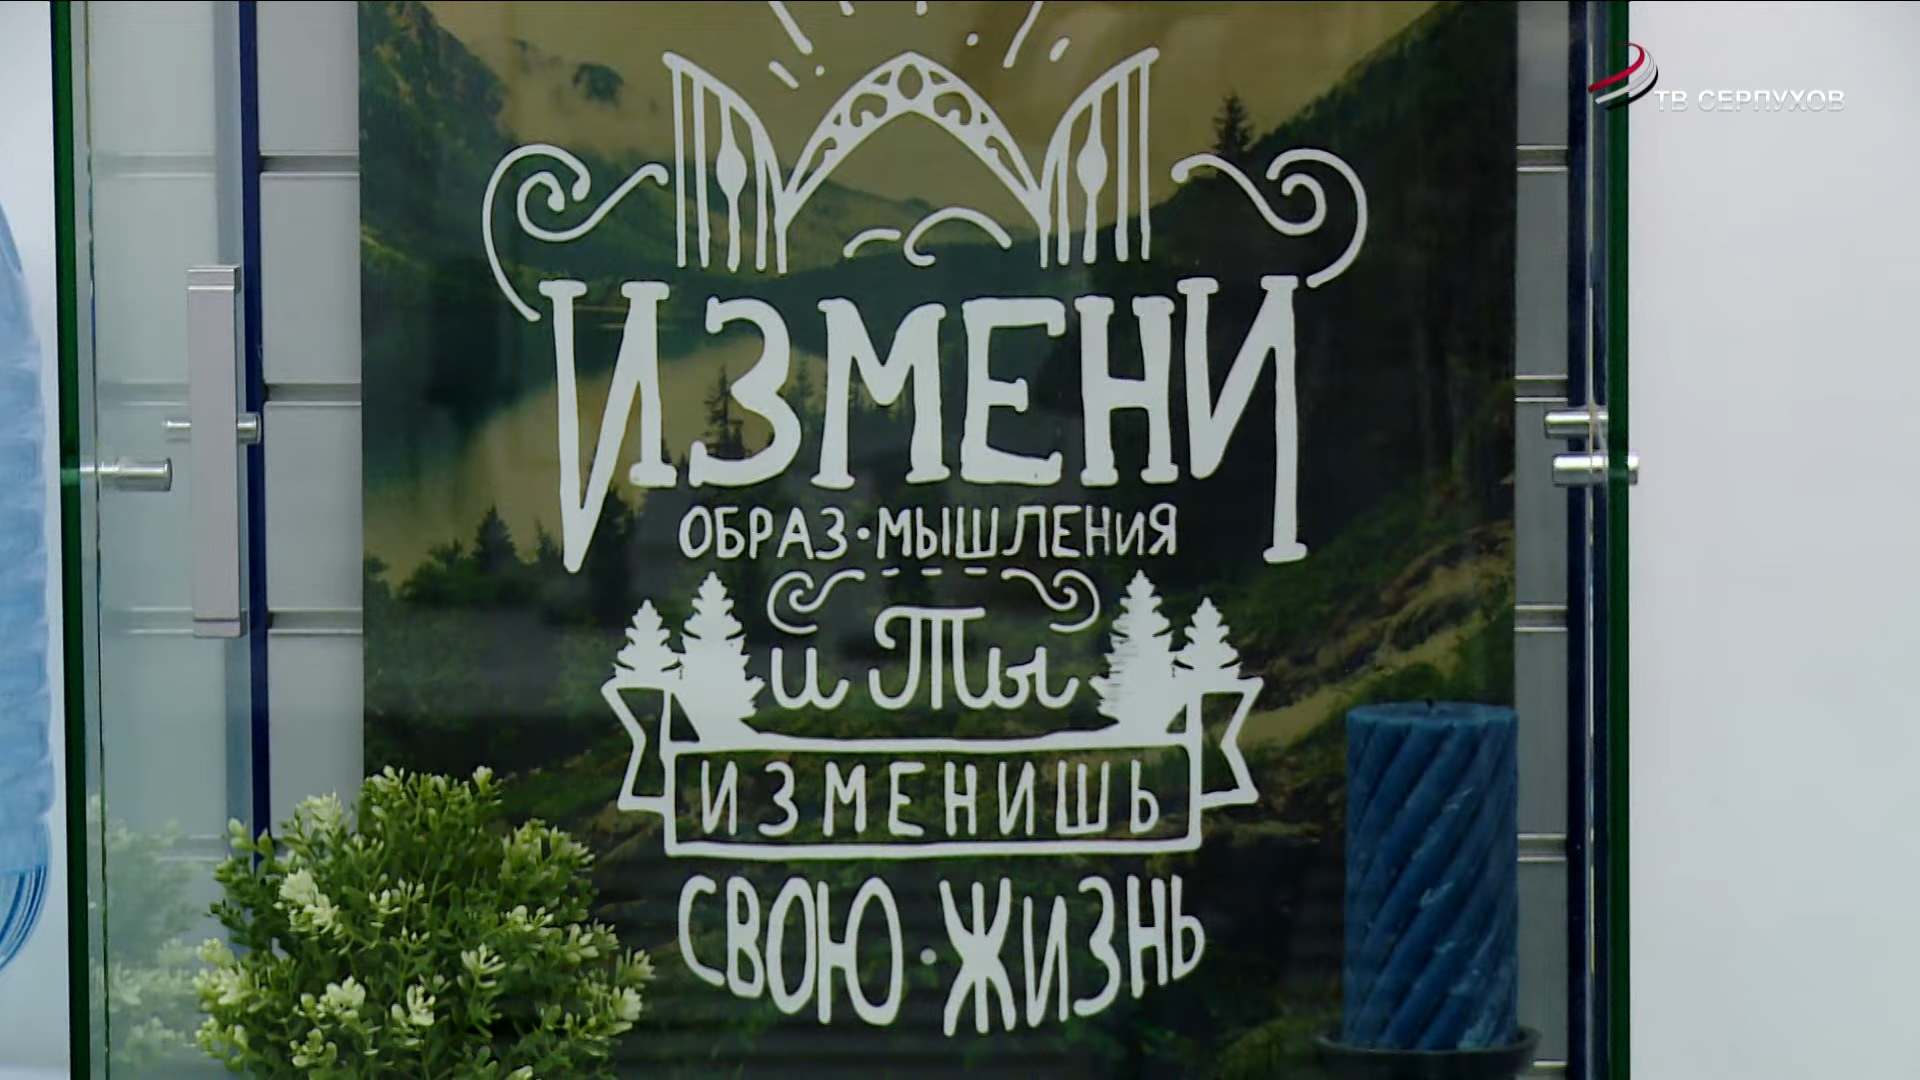 ТВ СЕРПУХОВ
ИЗМЕНИ
ОБРАЗ·МЫШЛЕНИЯ
и Ты
ИЗМЕНИШЬ
СВОЮ·ЖИЗНЬ